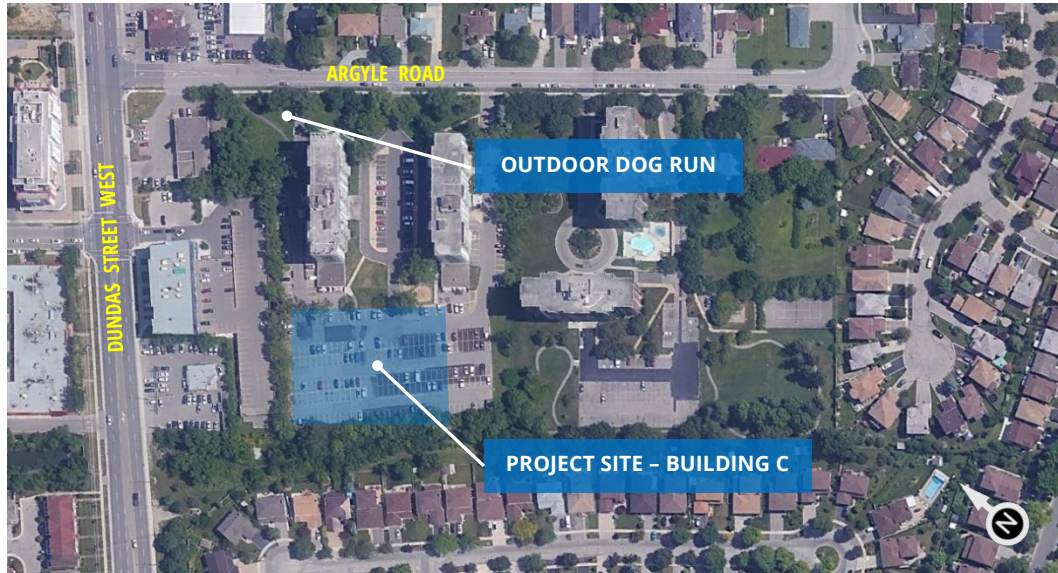 ARGYLE ROAD
OUTDOOR DOG RUN
DUNDAS STREET WEST
PROJECT SITE – BUILDING C
N